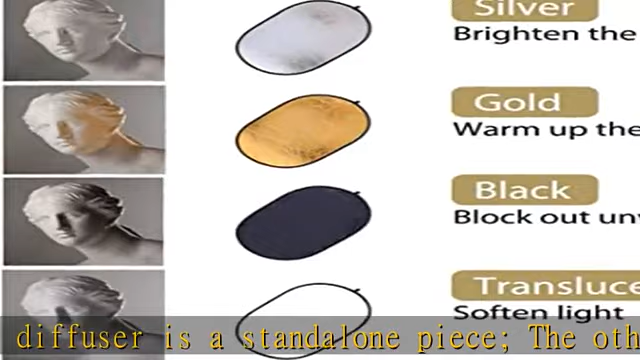 Silver
Brighten the
Gold
Warm up the
Black
Block out un
Transluce
Soften light
diffuser is a standalone piece; The oth